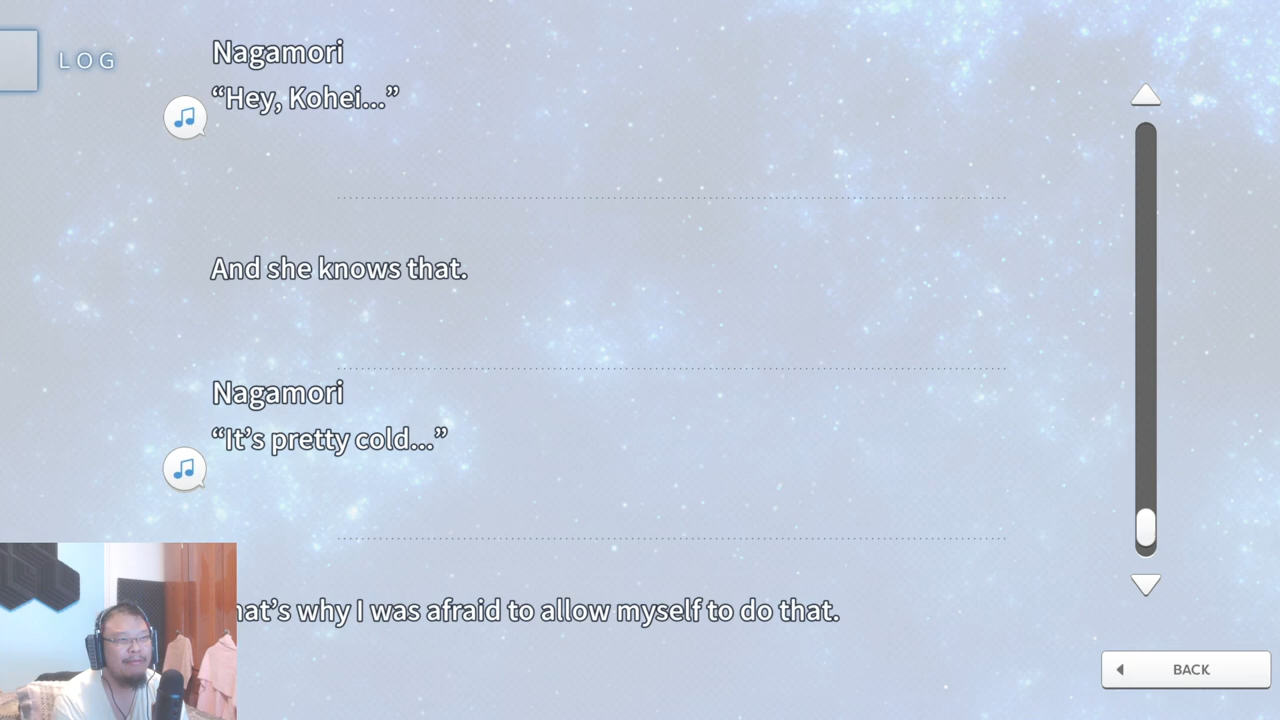 LOG
Nagamori
“Hey, Kohei...”
And she knows that.
Nagamori
“It’s pretty cold...”
hat’s why I was afraid to allow myself to do that.
BACK